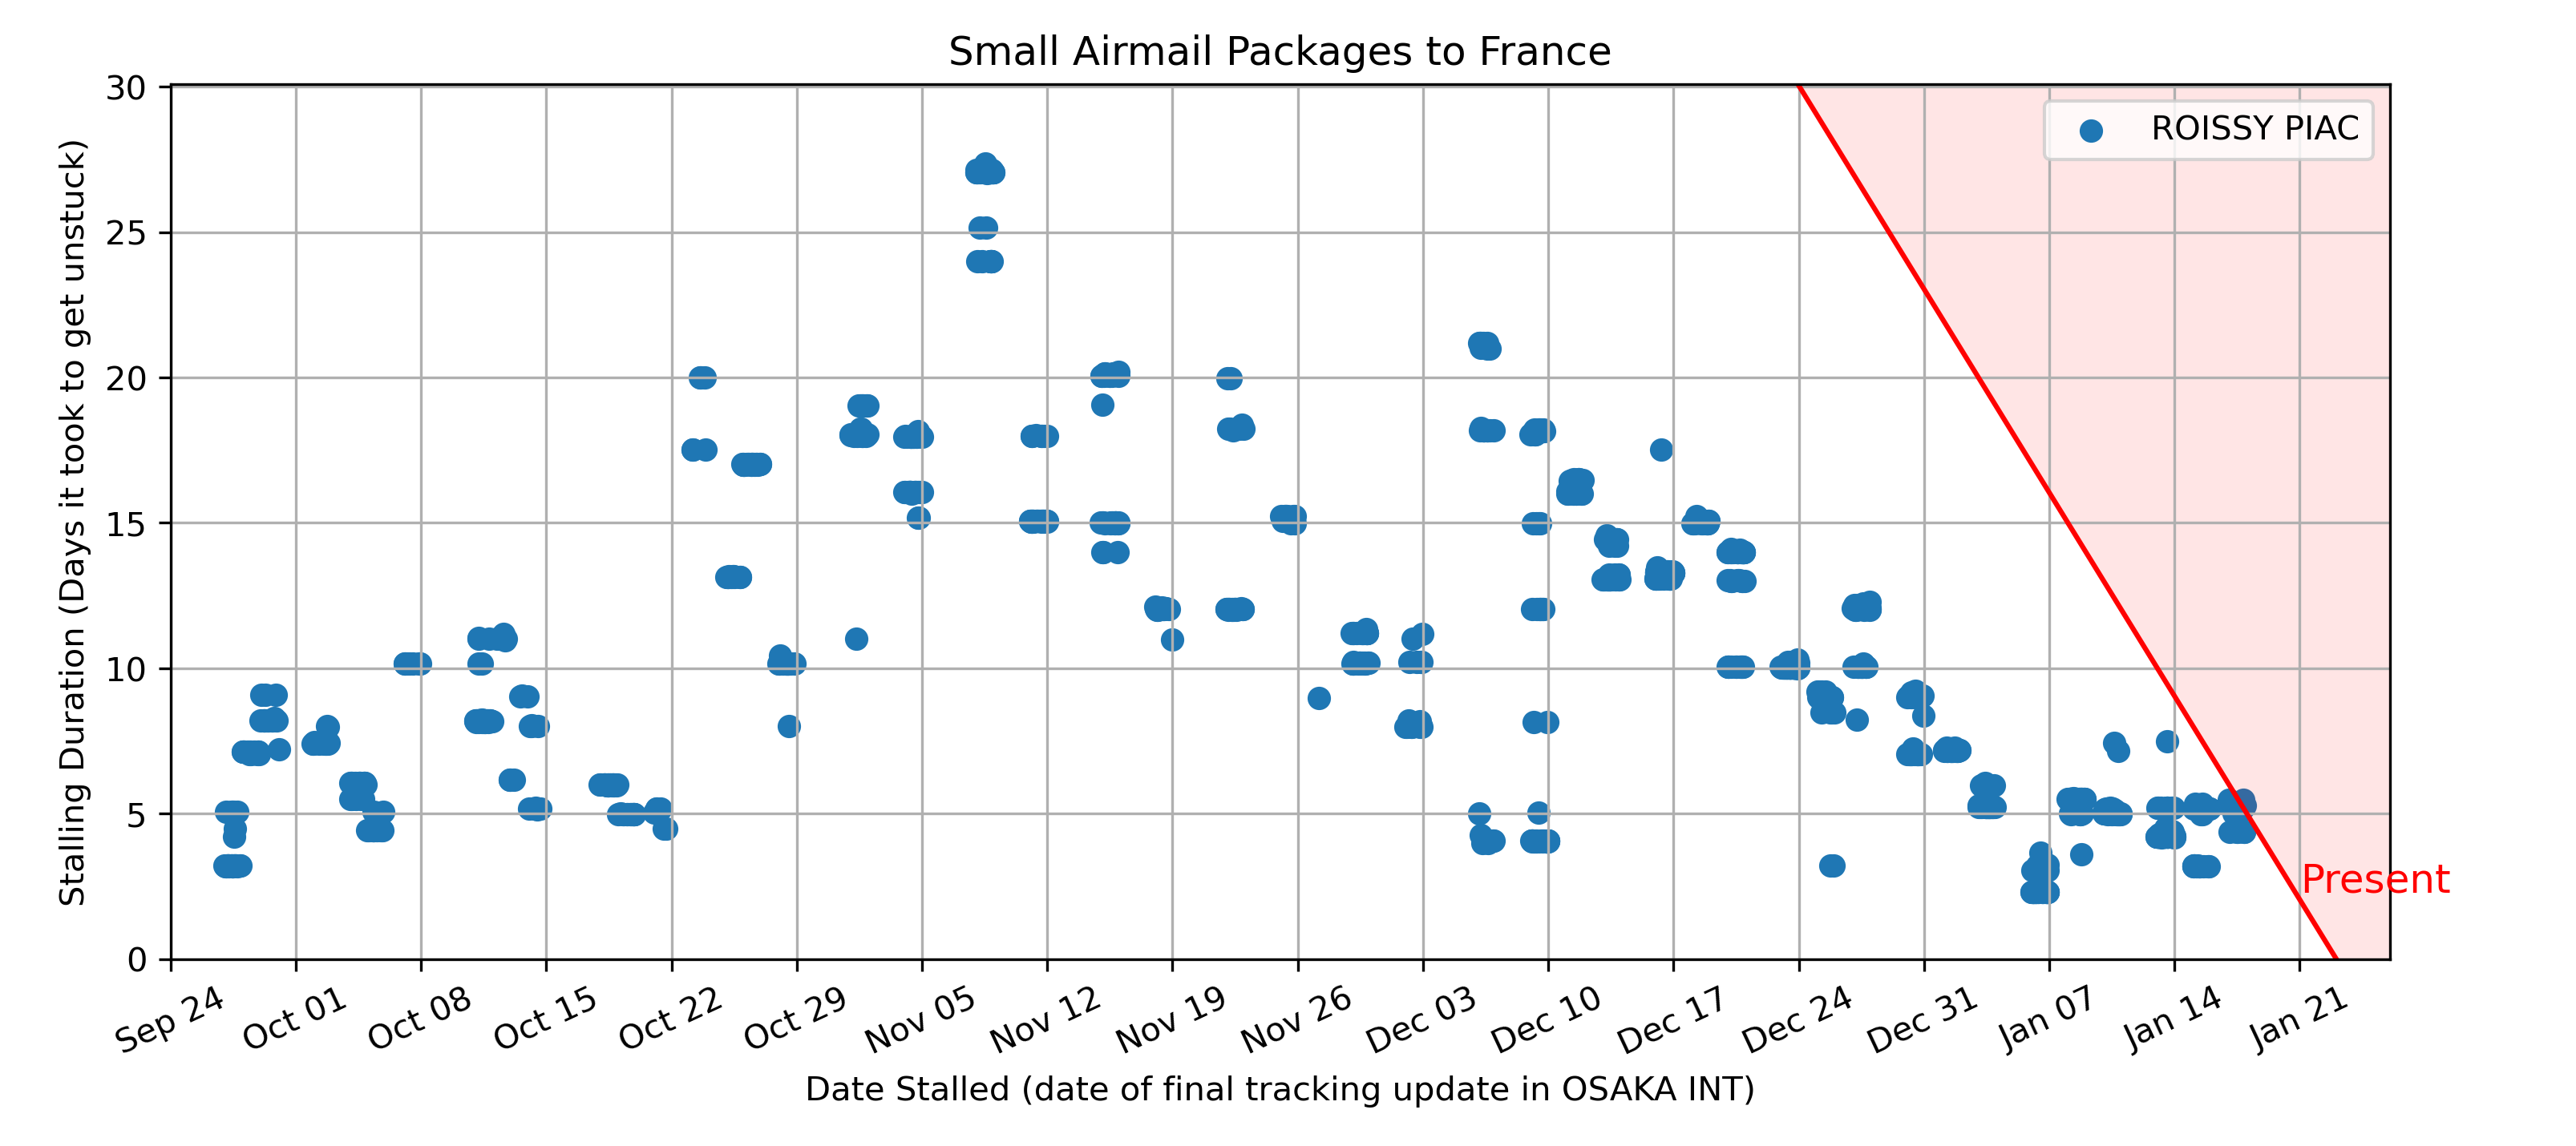 Small Airmail Packages to France
30
25
20
15
10
5
0
Stalling Duration (Days it took to get unstuck)
ROISSY PIAC
Present
Sep 24
Oct 01
Oct 08
Oct 15
Oct 22
Oct 29
Nov 05
Nov 12
Nov 19
Nov 26
Dec 03
Dec 10
Dec 17
Dec 24
Dec 31
Jan 07
Jan 14
Jan 21
Date Stalled (date of final tracking update in OSAKA INT)